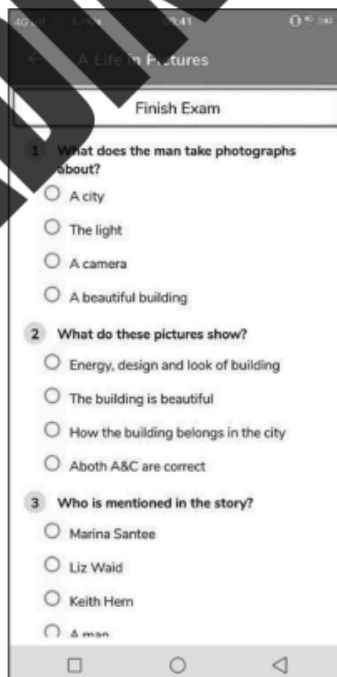 4G
00:41
A Life in Pictures
Finish Exam
1 What does the man take photographs
about?
A city
The light
A camera
A beautiful building
2 What do these pictures show?
Energy, design and look of building
The building is beautiful
How the building belongs in the city
Aboth A&C are correct
3 Who is mentioned in the story?
Marina Santee
Liz Waid
Keith Hern
A man